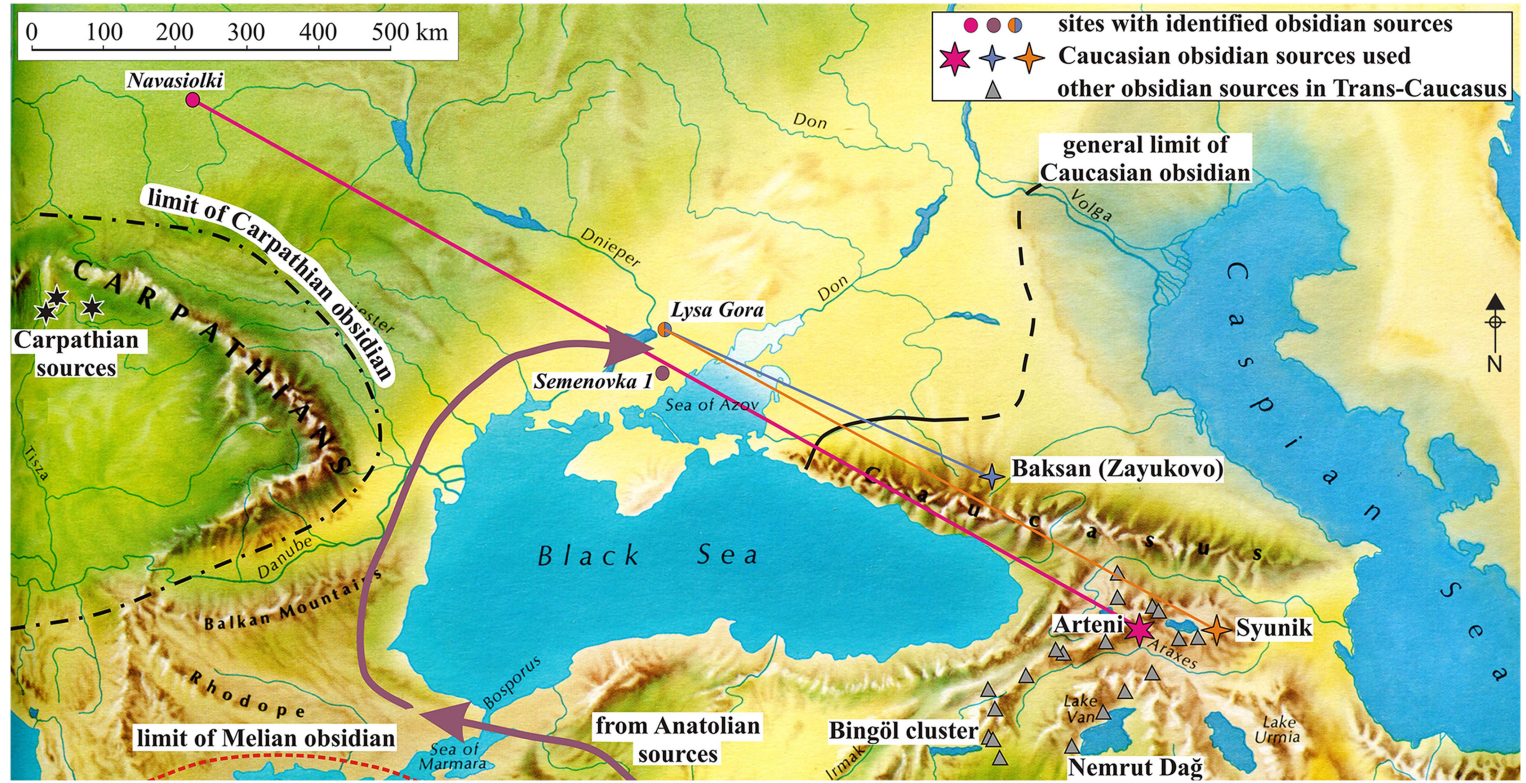 0 100 200 300 400 500 km
sites with identified obsidian sources
Caucasian obsidian sources used
other obsidian sources in Trans-Caucasus
Navasiolki
Don
general limit of
Caucasian obsidian
Volga
limit of Carpathian obsidian
Dnieper
CARPATHIANS
iester
Don
Caspian Sea
Lysa Gora
Carpathian
sources
N
Semenovka 1
Sea of Azov
Tisza
Baksan (Zayukovo)
Caucasus
Danube
Black Sea
Balkan Mountains
Arteni
Syunik
Araxes
Rhodope
Bosporus
limit of Melian obsidian
from Anatolian
sources
Bingöl cluster
Lake
Van
Lake
Urmia
Sea of
Marmara
Irmak
Nemrut Dağ